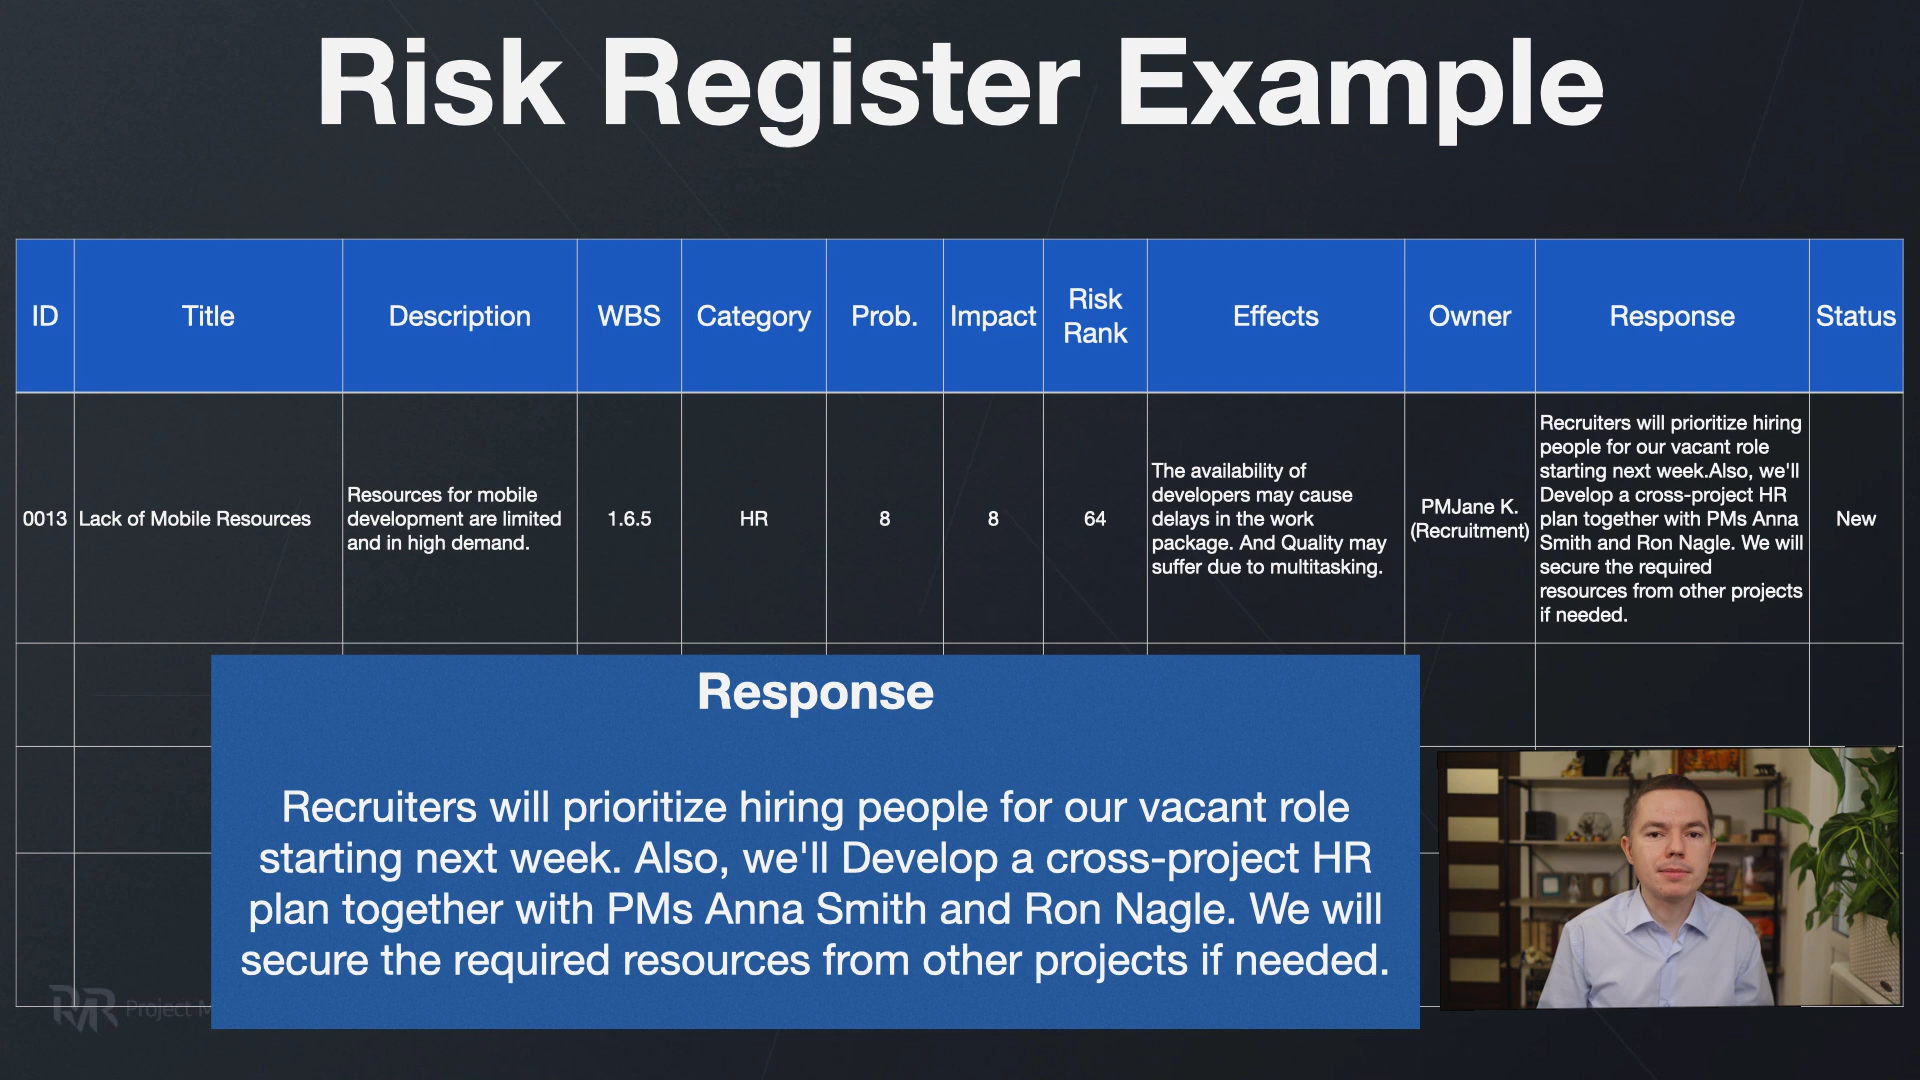 Risk Register Example
ID
Title
Description
WBS
Category
Prob.
Impact
Risk
Rank
Effects
Owner
Response
Status
0013
Lack of Mobile Resources
Resources for mobile
development are limited
and in high demand.
1.6.5
HR
8
8
64
The availability of
developers may cause
delays in the work
package. And Quality may
suffer due to multitasking.
PMJane K.
(Recruitment)
Recruiters will prioritize hiring
people for our vacant role
starting next week.Also, we'll
Develop a cross-project HR
plan together with PMs Anna
Smith and Ron Nagle. We will
secure the required
resources from other projects
if needed.
New
Response
Recruiters will prioritize hiring people for our vacant role
starting next week. Also, we'll Develop a cross-project HR
plan together with PMs Anna Smith and Ron Nagle. We will
secure the required resources from other projects if needed.
Project